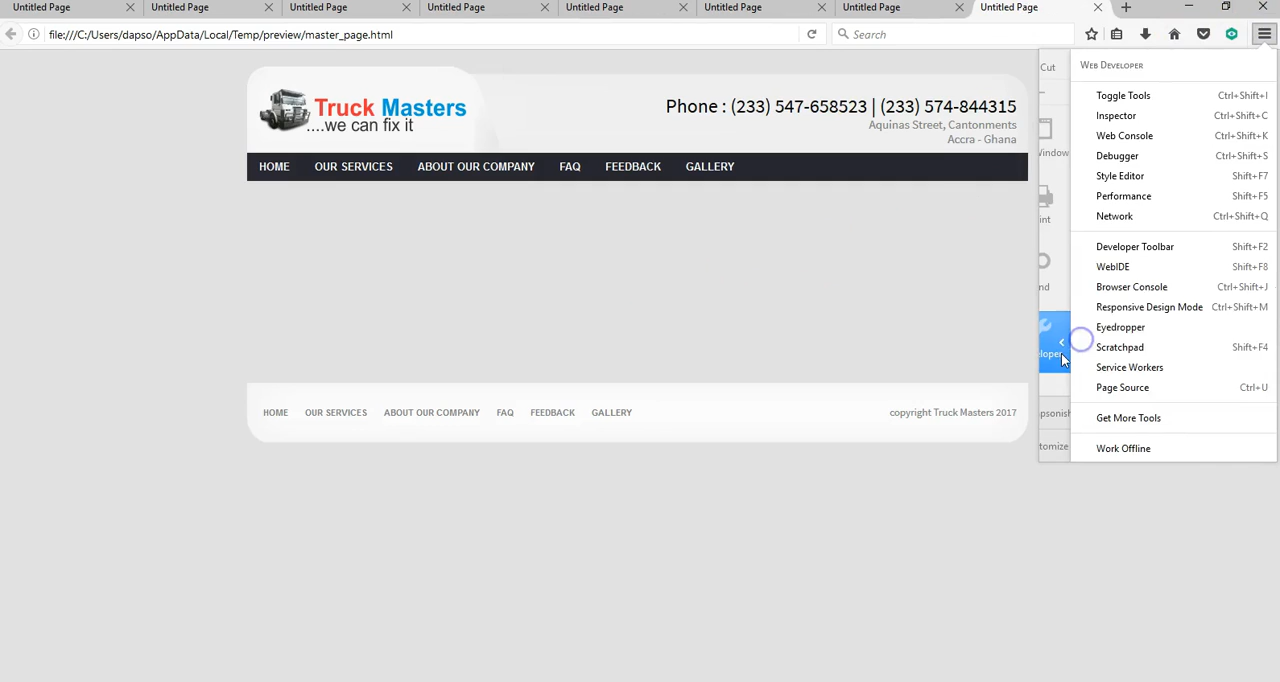 Untitled Page
Untitled Page
Untitled Page
Untitled Page
Untitled Page
Untitled Page
Untitled Page
Untitled Page
file:///C:/Users/dapso/AppData/Local/Temp/preview/master_page.html
Search
Cut
WEB DEVELOPER
Toggle Tools Ctrl+Shift+I
Inspector Ctrl+Shift+C
Web Console Ctrl+Shift+K
Debugger Ctrl+Shift+S
Style Editor Shift+F7
Performance Shift+F5
Network Ctrl+Shift+Q
Developer Toolbar Shift+F2
WebIDE Shift+F8
Browser Console Ctrl+Shift+J
Responsive Design Mode Ctrl+Shift+M
Eyedropper
Scratchpad Shift+F4
Service Workers
Page Source Ctrl+U
Get More Tools
Work Offline
Window
int
nd
eloper
apsonish
tomize
Truck Masters
....we can fix it
Phone : (233) 547-658523 | (233) 574-844315
Aquinas Street, Cantonments
Accra - Ghana
HOME OUR SERVICES ABOUT OUR COMPANY FAQ FEEDBACK GALLERY
HOME OUR SERVICES ABOUT OUR COMPANY FAQ FEEDBACK GALLERY copyright Truck Masters 2017